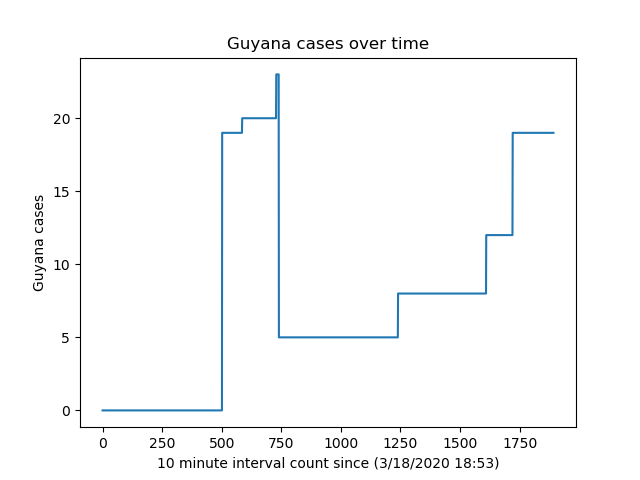 Guyana cases over time
20
15
10
5
0
Guyana cases
0 250 500 750 1000 1250 1500 1750
10 minute interval count since (3/18/2020 18:53)